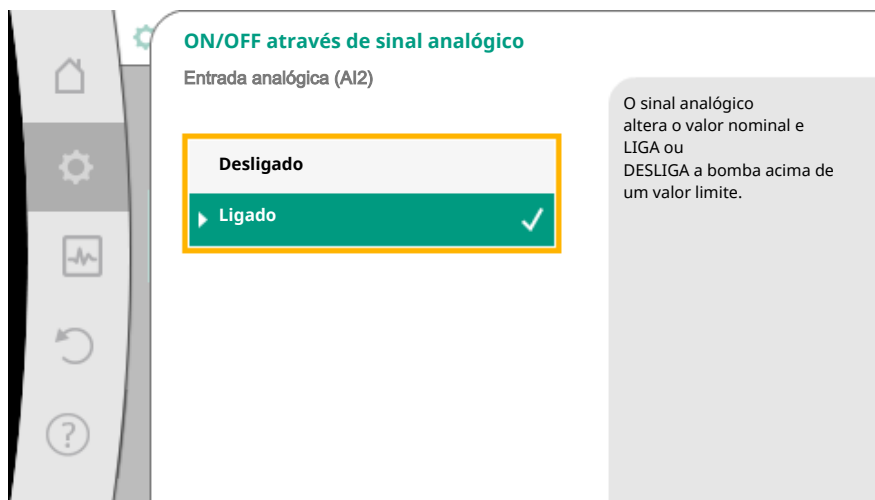 ON/OFF através de sinal analógico
Entrada analógica (AI2)
Desligado
Ligado
O sinal analógico
altera o valor nominal e
LIGA ou
DESLIGA a bomba acima de
um valor limite.